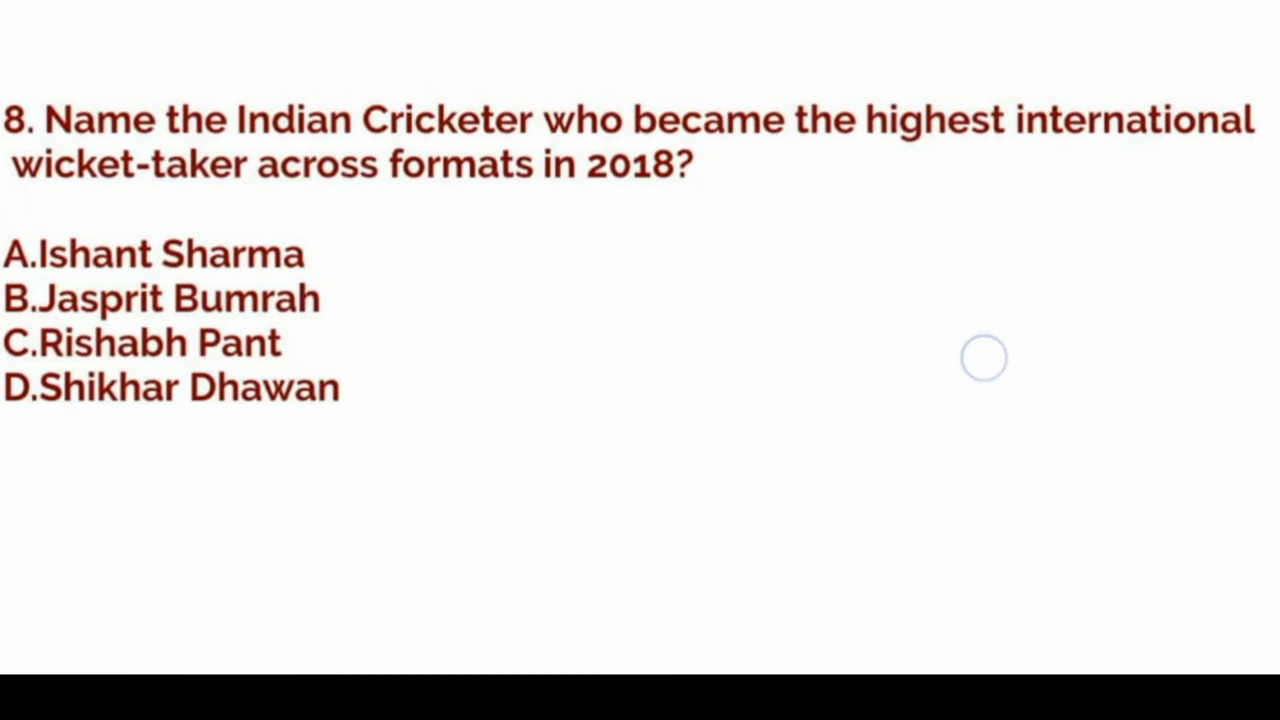 8. Name the Indian Cricketer who became the highest international
wicket-taker across formats in 2018?
A.Ishant Sharma
B.Jasprit Bumrah
C.Rishabh Pant
D.Shikhar Dhawan